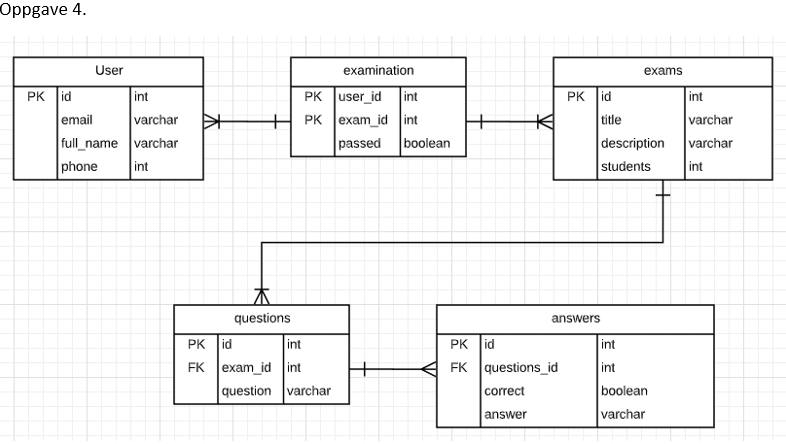 Oppgave 4.
User
PK id int
email varchar
full_name varchar
phone int
examination
PK user_id int
PK exam_id int
passed boolean
exams
PK id int
title varchar
description varchar
students int
questions
PK id int
FK exam_id int
question varchar
answers
PK id int
FK questions_id int
correct boolean
answer varchar